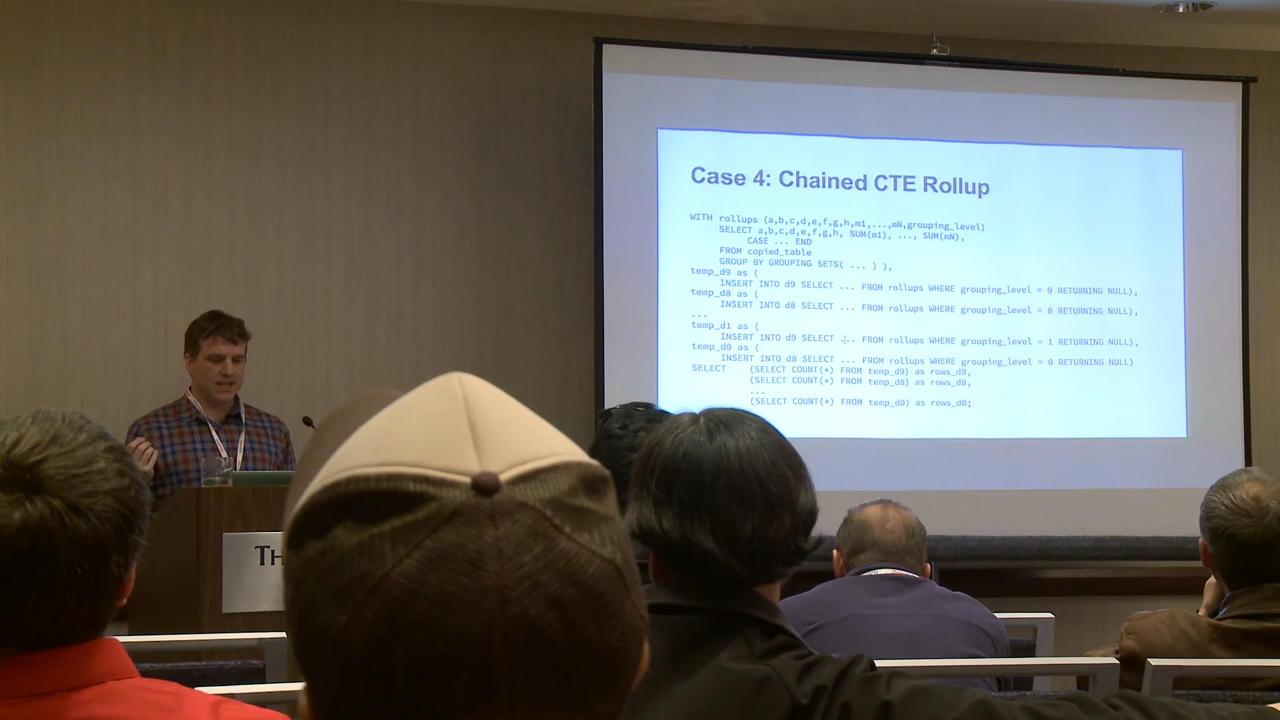 Case 4: Chained CTE Rollup
WITH rollups (a,b,c,d,e,f,g,h,m1,...,mN,grouping_level)
SELECT a,b,c,d,e,f,g,h, SUM(m1), ..., SUM(mN),
CASE ... END
FROM copied_table
GROUP BY GROUPING SETS( ... ) ),
temp_d9 as (
INSERT INTO d9 SELECT ... FROM rollups WHERE grouping_level = 9 RETURNING NULL),
temp_d8 as (
INSERT INTO d8 SELECT ... FROM rollups WHERE grouping_level = 8 RETURNING NULL),
...
temp_d1 as (
INSERT INTO d9 SELECT ... FROM rollups WHERE grouping_level = 1 RETURNING NULL),
temp_d0 as (
INSERT INTO d8 SELECT ... FROM rollups WHERE grouping_level = 0 RETURNING NULL)
SELECT (SELECT COUNT(*) FROM temp_d9) as rows_d9,
(SELECT COUNT(*) FROM temp_d8) as rows_d8,
...
(SELECT COUNT(*) FROM temp_d0) as rows_d0;
TH